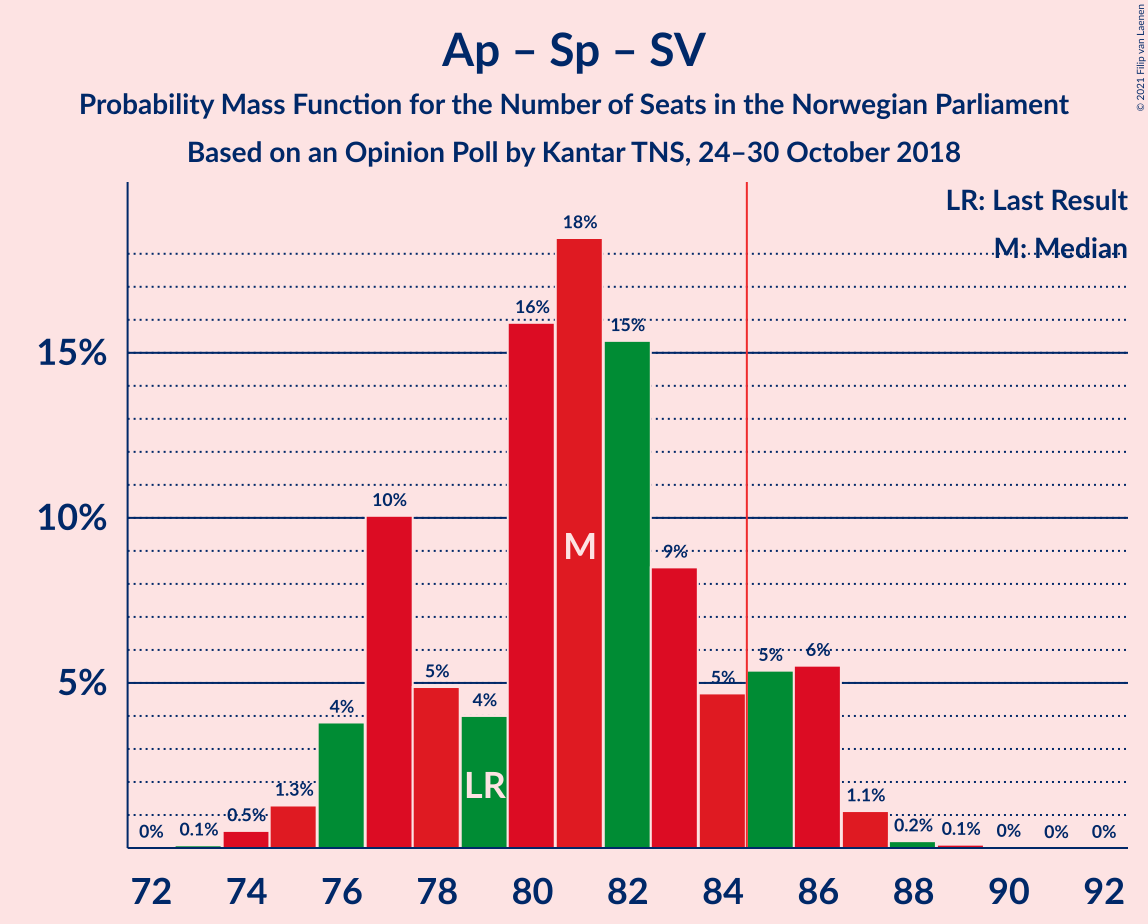 Ap – Sp – SV
Probability Mass Function for the Number of Seats in the Norwegian Parliament
Based on an Opinion Poll by Kantar TNS, 24–30 October 2018
© 2021 Filip van Laenen
LR: Last Result
M: Median
15%
10%
5%
0%
0.1%
0.5%
1.3%
4%
10%
5%
4%
16%
18%
15%
9%
5%
5%
6%
1.1%
0.2%
0.1%
0%
0%
0%
M
LR
72 74 76 78 80 82 84 86 88 90 92